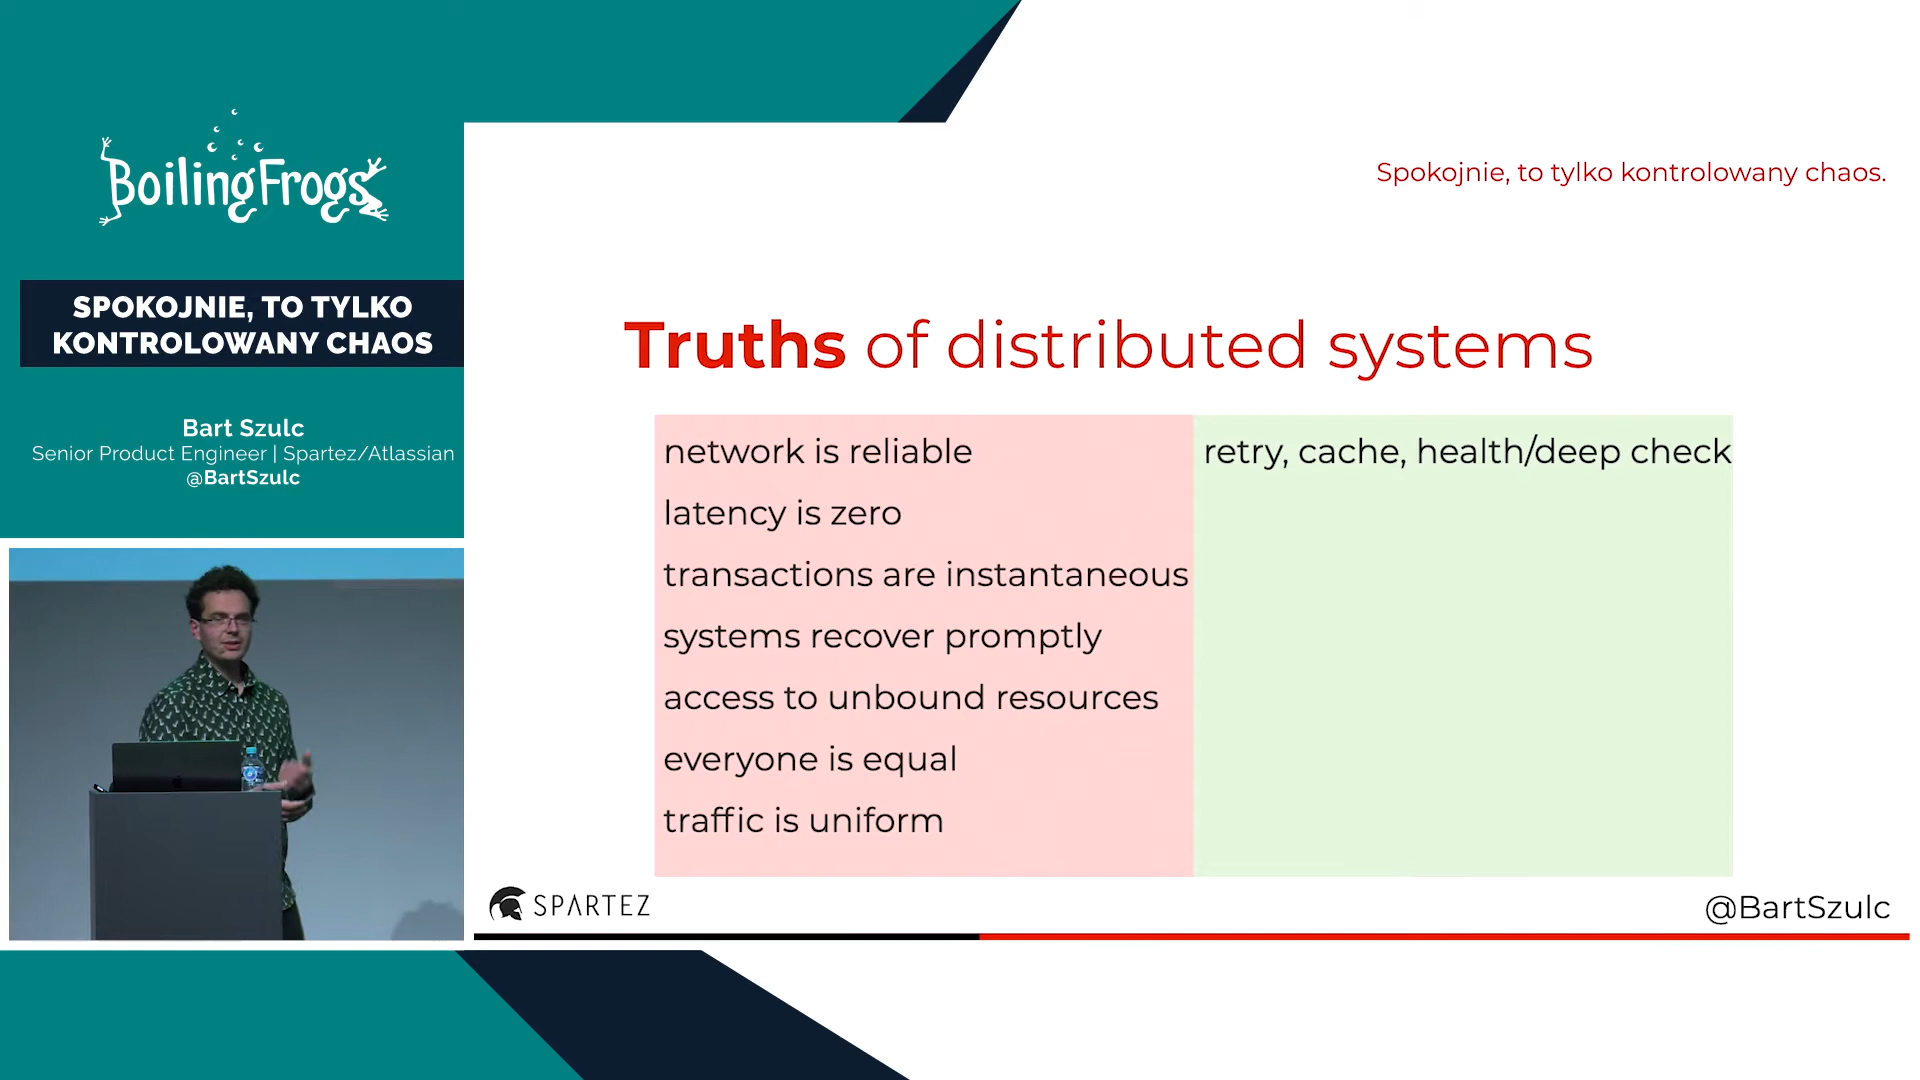 BoilingFrogs
SPOKOJNIE, TO TYLKO
KONTROLOWANY CHAOS
Bart Szulc
Senior Product Engineer | Spartez/Atlassian
@BartSzulc
Spokojnie, to tylko kontrolowany chaos.
Truths of distributed systems
network is reliable
retry, cache, health/deep check
latency is zero
transactions are instantaneous
systems recover promptly
access to unbound resources
everyone is equal
traffic is uniform
SPARTEZ
@BartSzulc